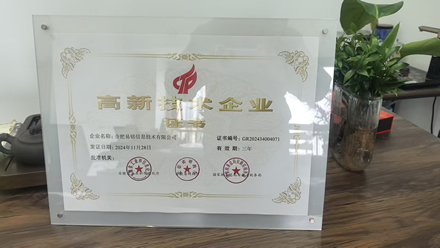 高新技术企业
证书
企业名称：合肥易硕信息技术有限公司
证书编号：GR202434004071
发证日期：2024年11月28日
有效期：三年
批准机关：